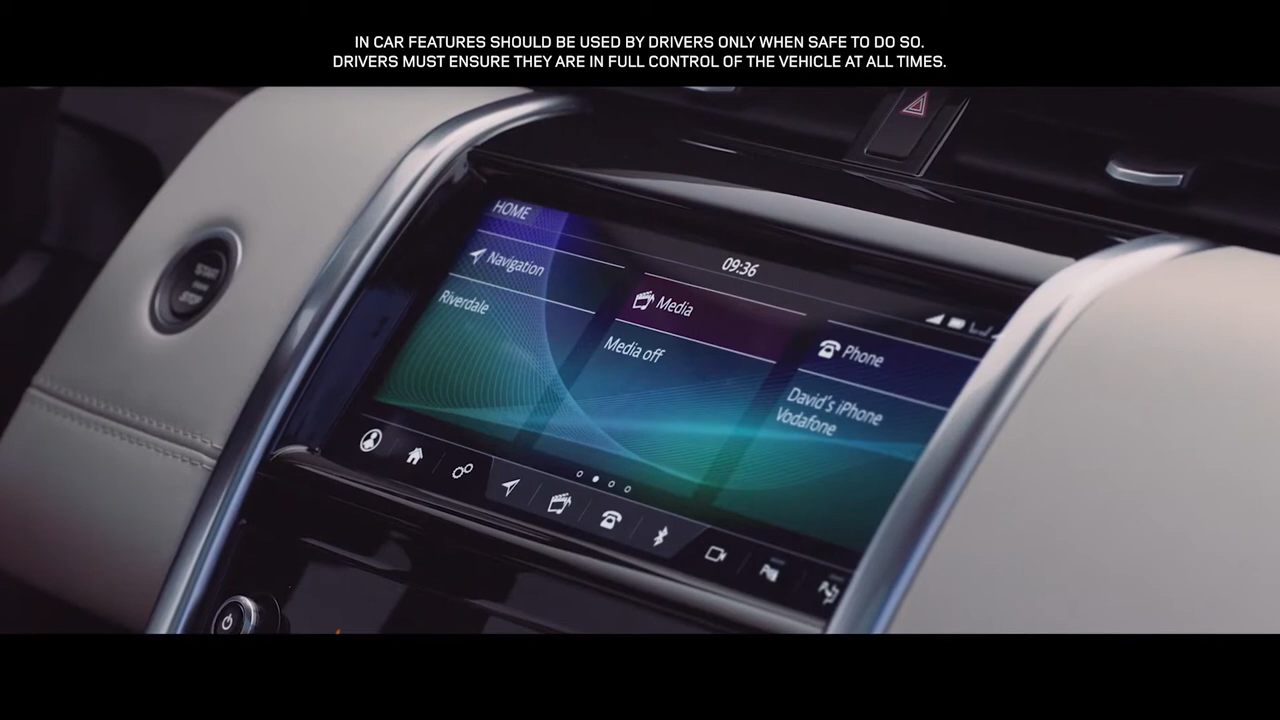 IN CAR FEATURES SHOULD BE USED BY DRIVERS ONLY WHEN SAFE TO DO SO.
DRIVERS MUST ENSURE THEY ARE IN FULL CONTROL OF THE VEHICLE AT ALL TIMES.
HOME
09:36
Navigation
Riverdale
Media
Media off
Phone
David's iPhone
Vodafone
START
STOP